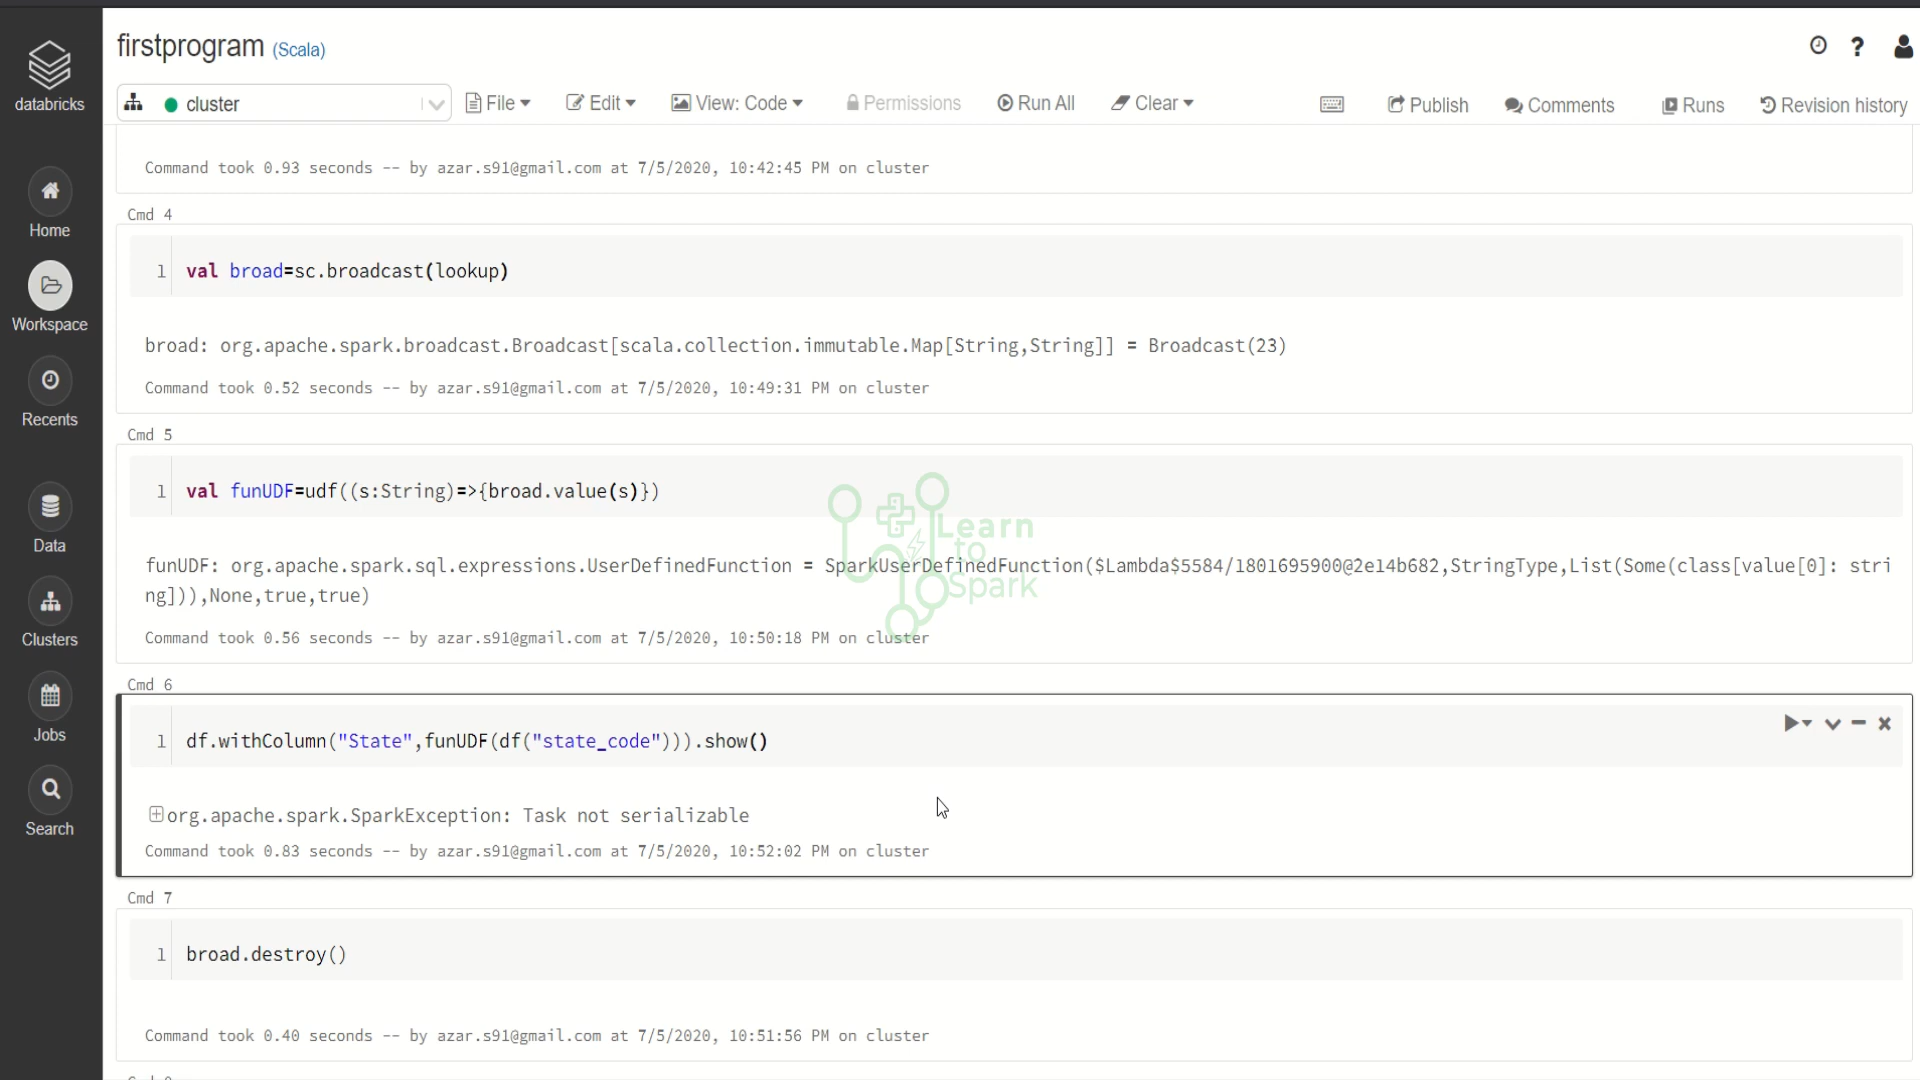 firstprogram (Scala)
databricks
cluster
File
Edit
View: Code
Permissions
Run All
Clear
Publish
Comments
Runs
Revision history
Command took 0.93 seconds -- by azar.s91@gmail.com at 7/5/2020, 10:42:45 PM on cluster
Home
Workspace
Recents
Data
Clusters
Jobs
Search
Cmd 4
1 val broad=sc.broadcast(lookup)
broad: org.apache.spark.broadcast.Broadcast[scala.collection.immutable.Map[String,String]] = Broadcast(23)
Command took 0.52 seconds -- by azar.s91@gmail.com at 7/5/2020, 10:49:31 PM on cluster
Cmd 5
1 val funUDF=udf((s:String)=>{broad.value(s)})
Learn
to
Spark
funUDF: org.apache.spark.sql.expressions.UserDefinedFunction = SparkUserDefinedFunction($Lambda$5584/1801695900@2e14b682,StringType,List(Some(class[value[0]: stri
ng])),None,true,true)
Command took 0.56 seconds -- by azar.s91@gmail.com at 7/5/2020, 10:50:18 PM on cluster
Cmd 6
1 df.withColumn("State",funUDF(df("state_code"))).show()
org.apache.spark.SparkException: Task not serializable
Command took 0.83 seconds -- by azar.s91@gmail.com at 7/5/2020, 10:52:02 PM on cluster
Cmd 7
1 broad.destroy()
Command took 0.40 seconds -- by azar.s91@gmail.com at 7/5/2020, 10:51:56 PM on cluster